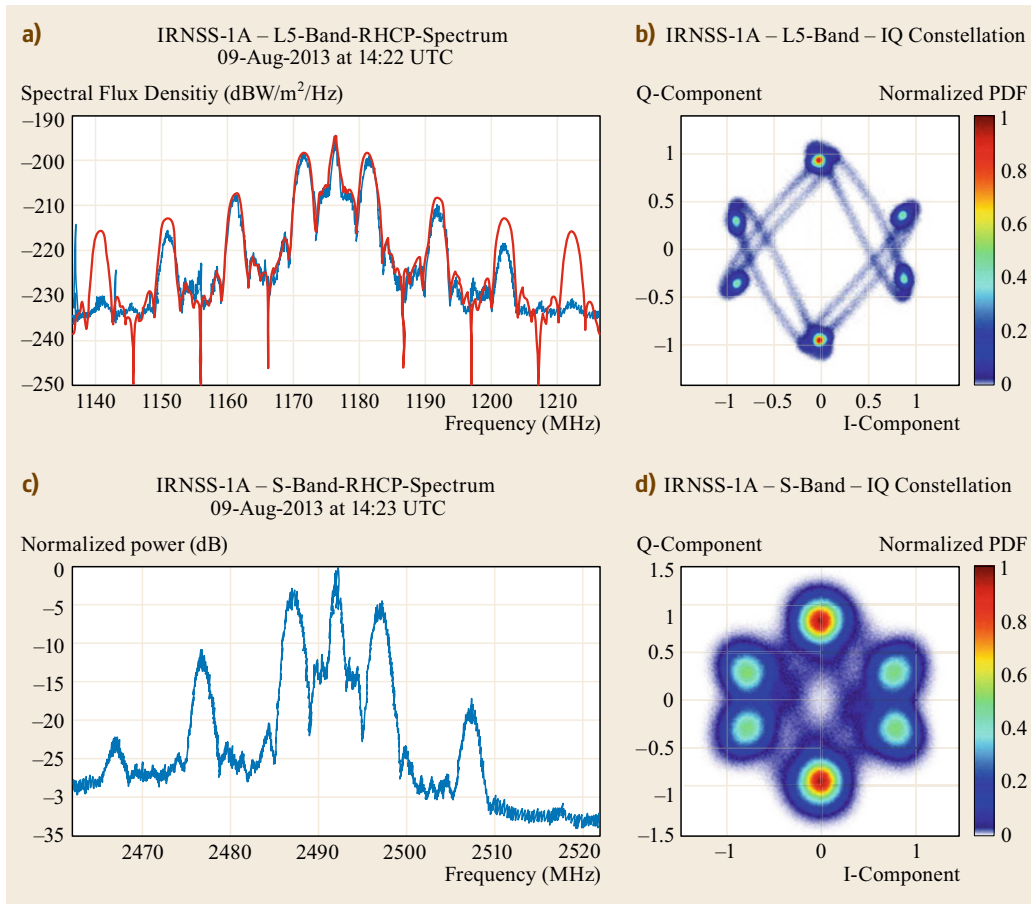 a)
IRNSS-1A – L5-Band-RHCP-Spectrum
09-Aug-2013 at 14:22 UTC
Spectral Flux Densitiy (dBW/m²/Hz)
–190
–200
–210
–220
–230
–240
–250
1140 1150 1160 1170 1180 1190 1200 1210
Frequency (MHz)
b) IRNSS-1A – L5-Band – IQ Constellation
Q-Component Normalized PDF
1
0.5
0
–0.5
–1
–1 –0.5 0 0.5 1
I-Component
1
0.8
0.6
0.4
0.2
0
c)
IRNSS-1A – S-Band-RHCP-Spectrum
09-Aug-2013 at 14:23 UTC
Normalized power (dB)
0
–5
–10
–15
–20
–25
–30
–35
2470 2480 2490 2500 2510 2520
Frequency (MHz)
d) IRNSS-1A – S-Band – IQ Constellation
Q-Component Normalized PDF
1.5
1
0.5
0
–0.5
–1
–1.5
–1 0 1
I-Component
1
0.8
0.6
0.4
0.2
0